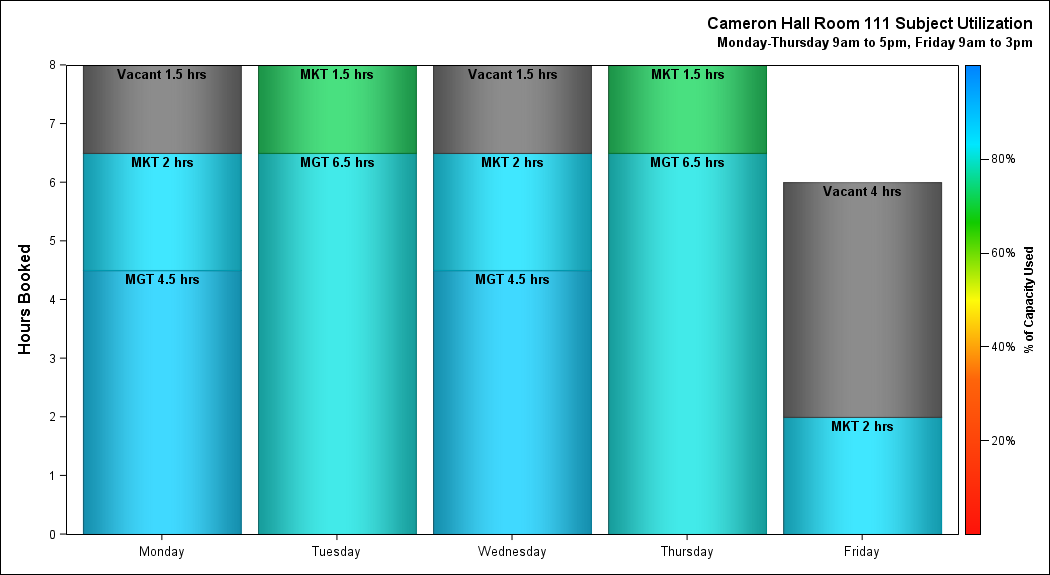 Cameron Hall Room 111 Subject Utilization
Monday-Thursday 9am to 5pm, Friday 9am to 3pm
Hours Booked
8
7
6
5
4
3
2
1
0
Vacant 1.5 hrs
MKT 2 hrs
MGT 4.5 hrs
MKT 1.5 hrs
MGT 6.5 hrs
Vacant 1.5 hrs
MKT 2 hrs
MGT 4.5 hrs
MKT 1.5 hrs
MGT 6.5 hrs
Vacant 4 hrs
MKT 2 hrs
Monday
Tuesday
Wednesday
Thursday
Friday
80%
60%
40%
20%
% of Capacity Used